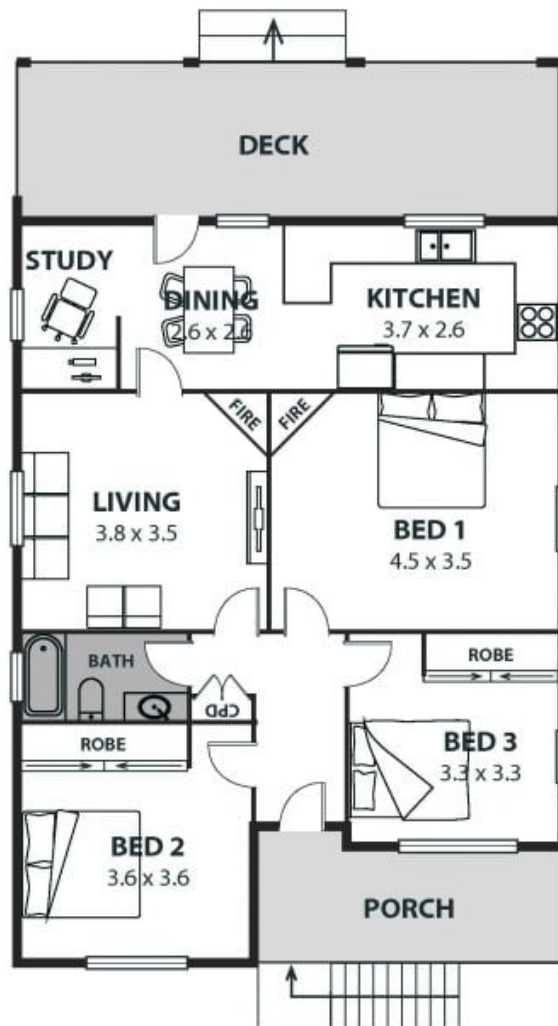 DECK
STUDY
DINING
2.6 x 2.6
KITCHEN
3.7 x 2.6
FIRE
FIRE
LIVING
3.8 x 3.5
BED 1
4.5 x 3.5
BATH
ROBE
CPD
ROBE
BED 3
3.3 x 3.3
BED 2
3.6 x 3.6
PORCH